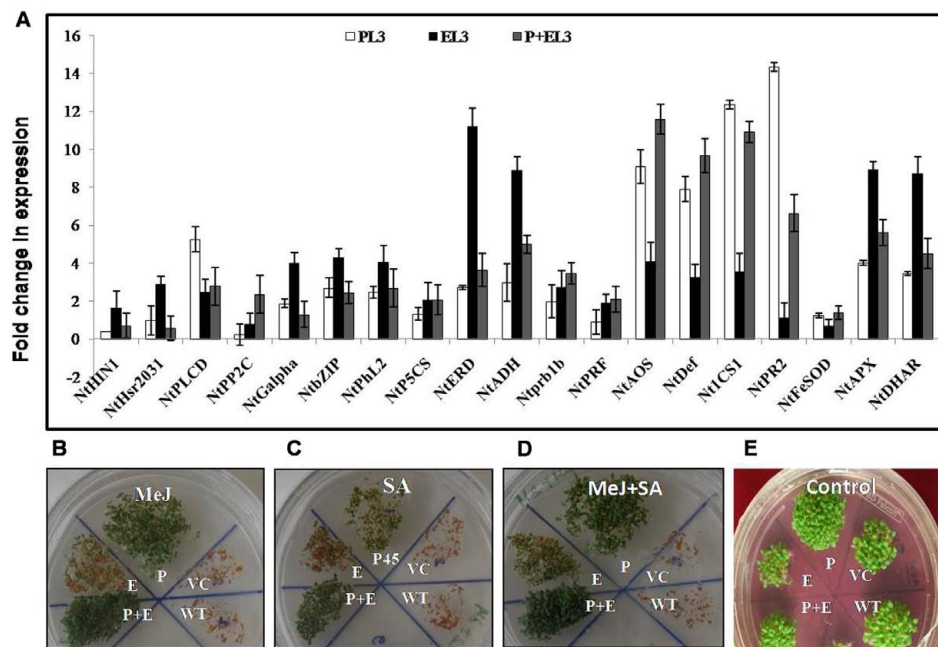 A
PL3 EL3 P+EL3
Fold change in expression
16
14
12
10
8
6
4
2
0
-2
NtHIN1 NtHsr2031 NtPLCD NtPP2C NtGalpha NtbZIP NtPhL2 NtP5CS NtERD NtADH Ntprb1b NtPRF NtAOS NtDef Nt1CS1 NtPR2 NtFeSOD NtAPX NtDHAR
B C D E
MeJ
E P VC
P+E WT
SA
E P45 VC
P+E WT
MeJ+SA
E P VC
P+E WT
Control
E P VC
P+E WT